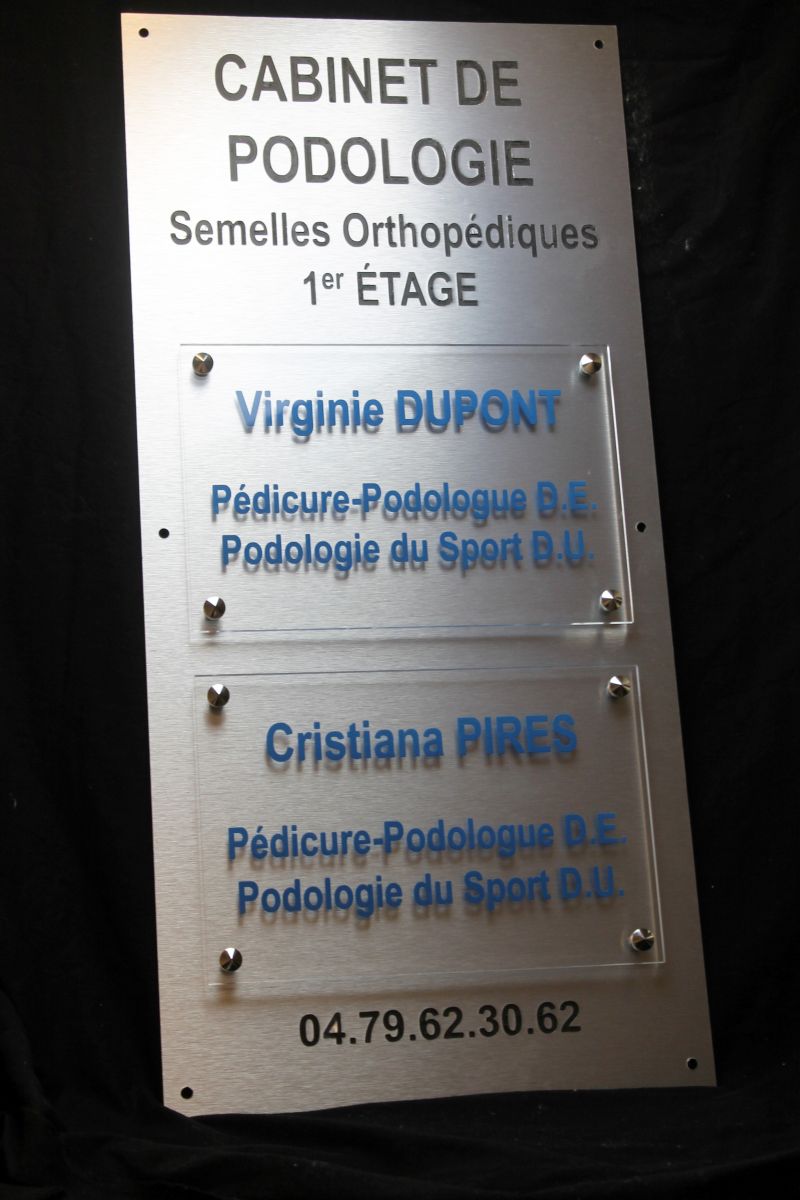 CABINET DE
PODOLOGIE
Semelles Orthopédiques
1er ÉTAGE
Virginie DUPONT
Pédicure-Podologue D.E.
Podologie du Sport D.U.
Cristiana PIRES
Pédicure-Podologue D.E.
Podologie du Sport D.U.
04.79.62.30.62